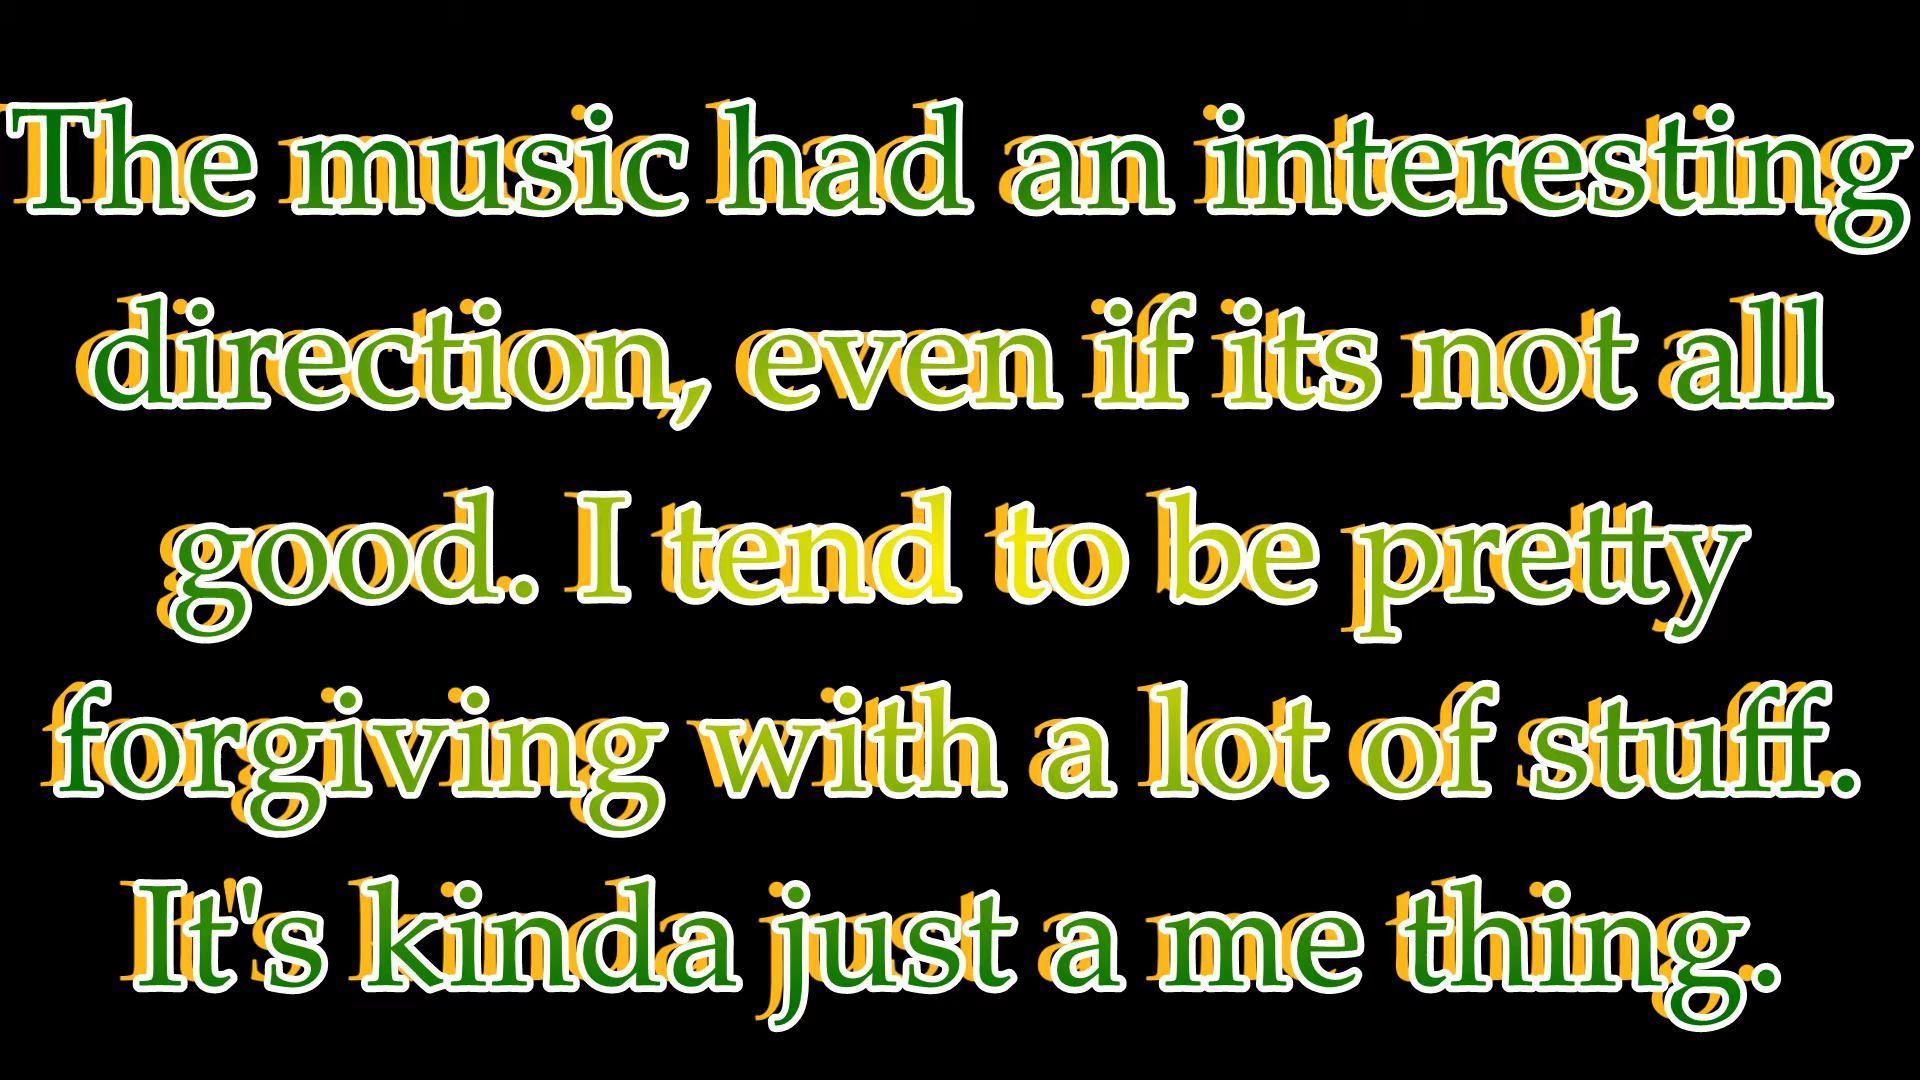 The music had an interesting
direction, even if its not all
good. I tend to be pretty
forgiving with a lot of stuff.
It's kinda just a me thing.